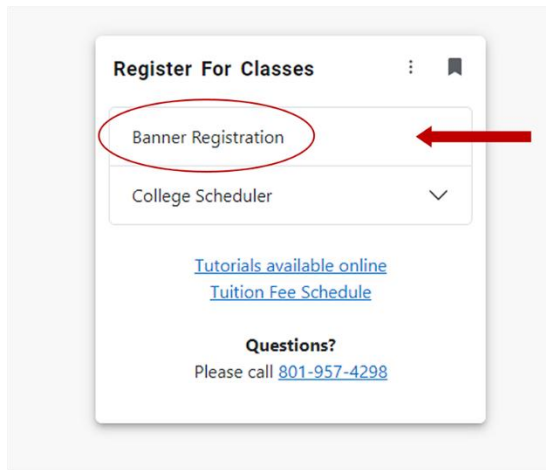 Register For Classes
Banner Registration
College Scheduler
Tutorials available online
Tuition Fee Schedule
Questions?
Please call 801-957-4298